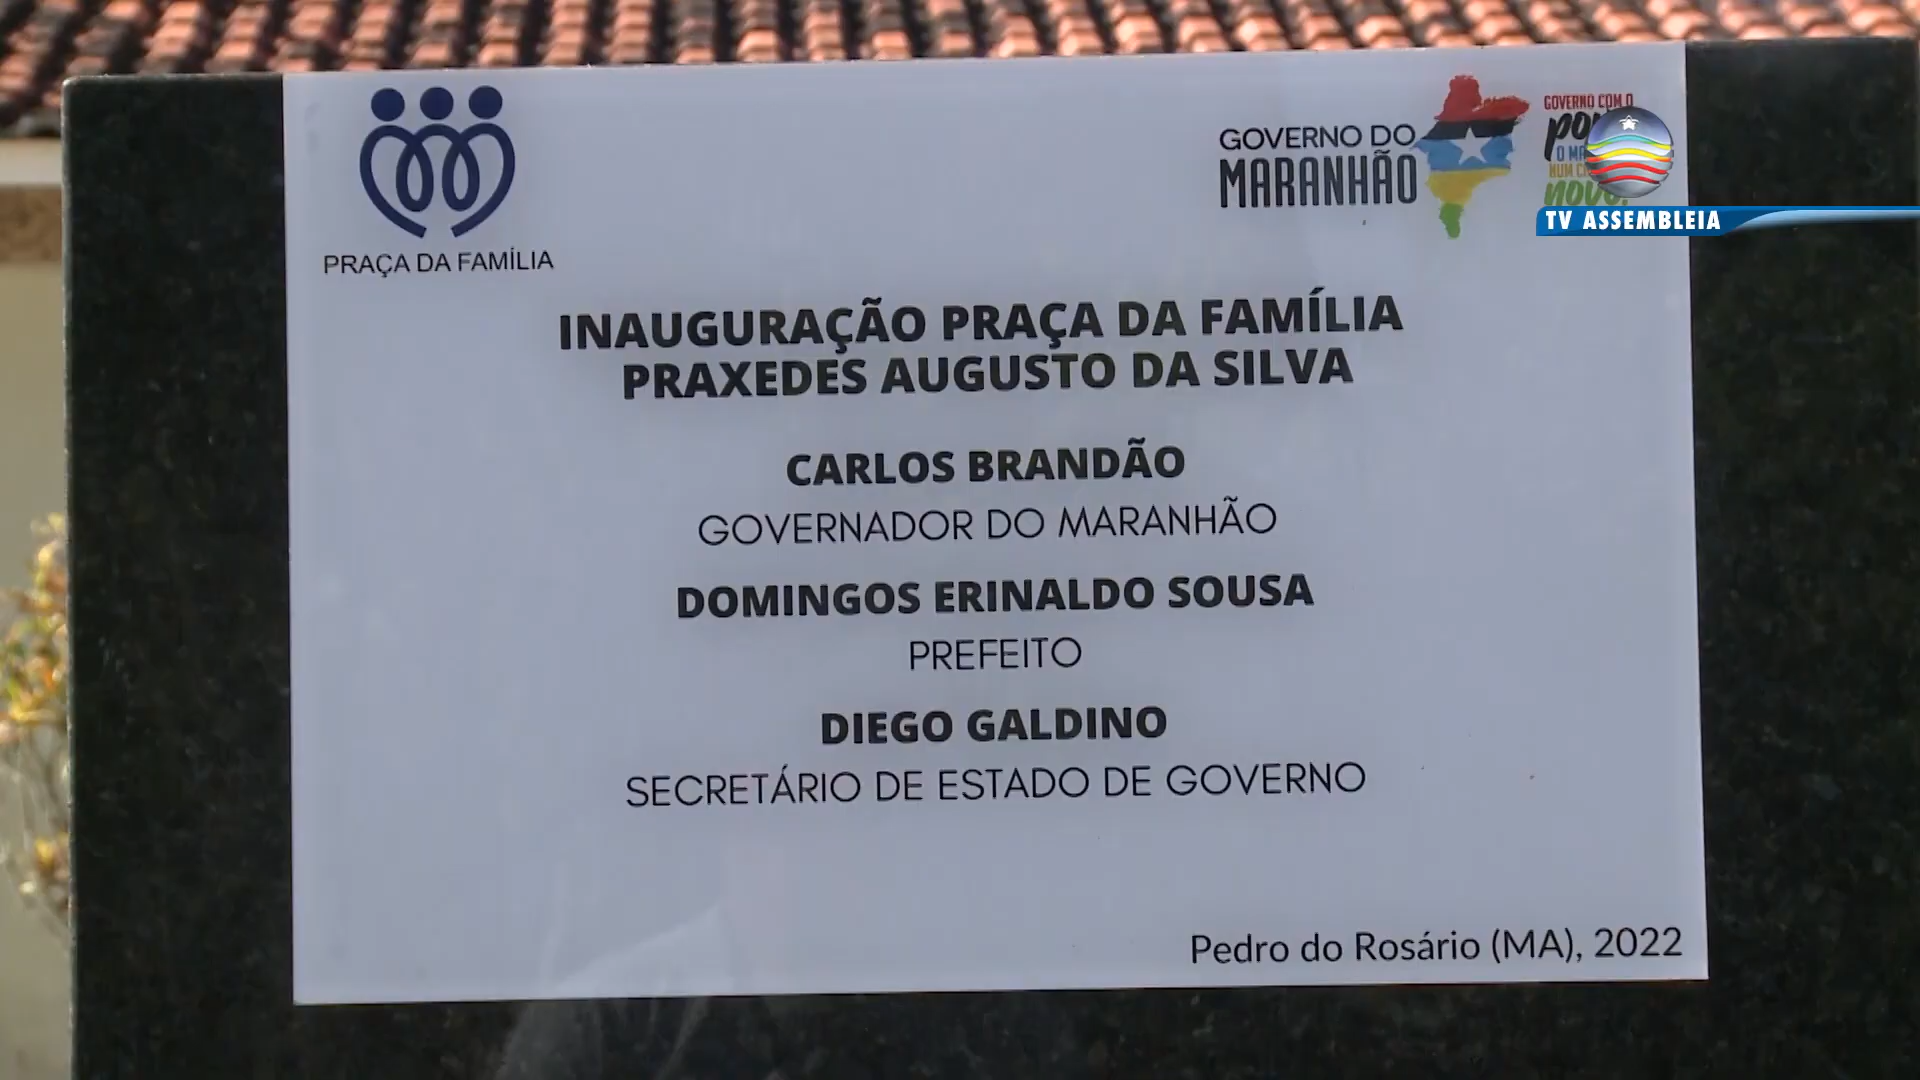 PRAÇA DA FAMÍLIA
GOVERNO DO
MARANHÃO
GOVERNO COM O
TV ASSEMBLEIA
INAUGURAÇÃO PRAÇA DA FAMÍLIA
PRAXEDES AUGUSTO DA SILVA
CARLOS BRANDÃO
GOVERNADOR DO MARANHÃO
DOMINGOS ERINALDO SOUSA
PREFEITO
DIEGO GALDINO
SECRETÁRIO DE ESTADO DE GOVERNO
Pedro do Rosário (MA), 2022